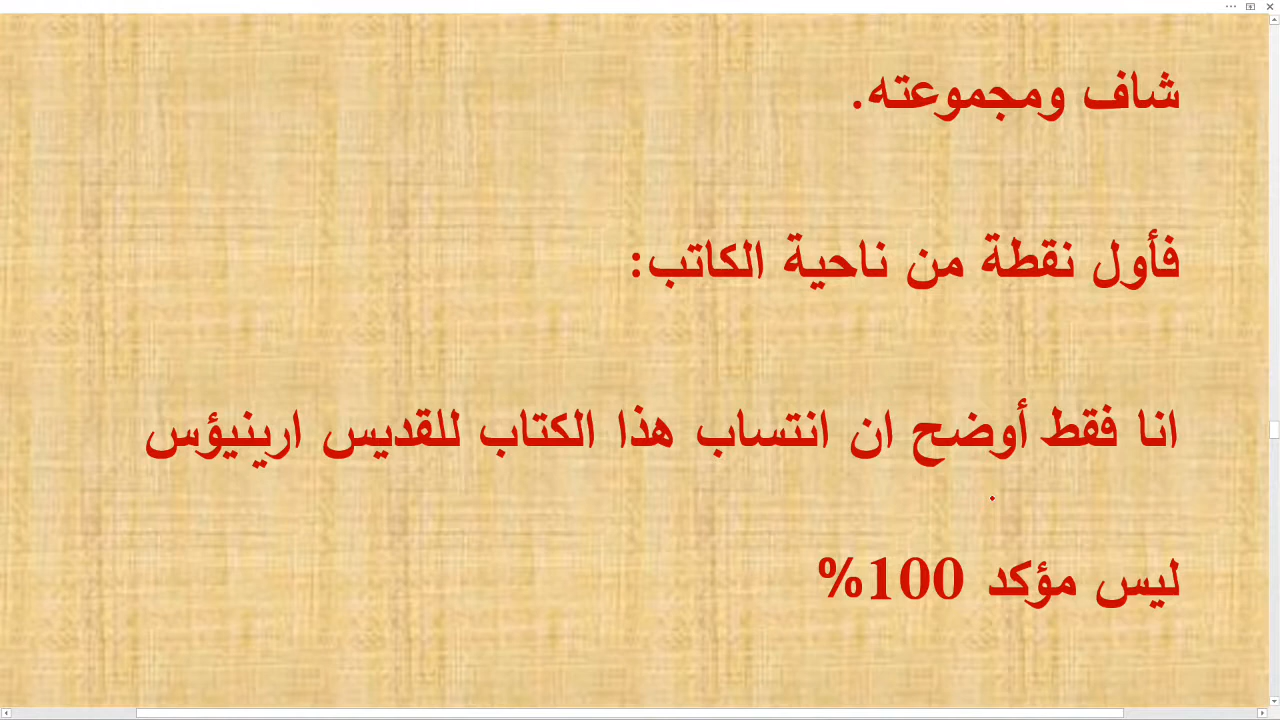 شاف ومجموعته.
فأول نقطة من ناحية الكاتب:
انا فقط أوضح ان انتساب هذا الكتاب للقديس ارينيؤس
ليس مؤكد 100%